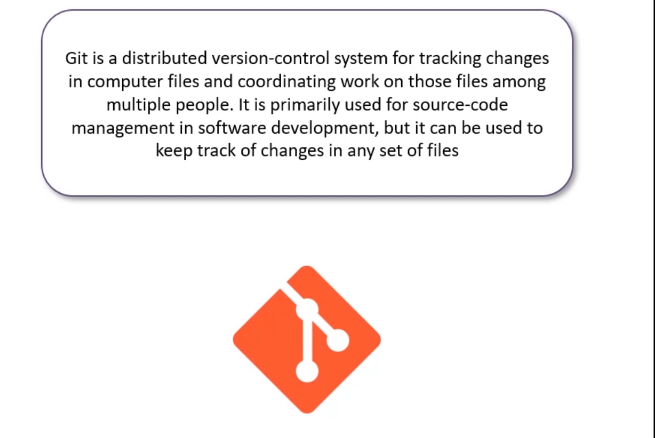 Git is a distributed version-control system for tracking changes
in computer files and coordinating work on those files among
multiple people. It is primarily used for source-code
management in software development, but it can be used to
keep track of changes in any set of files